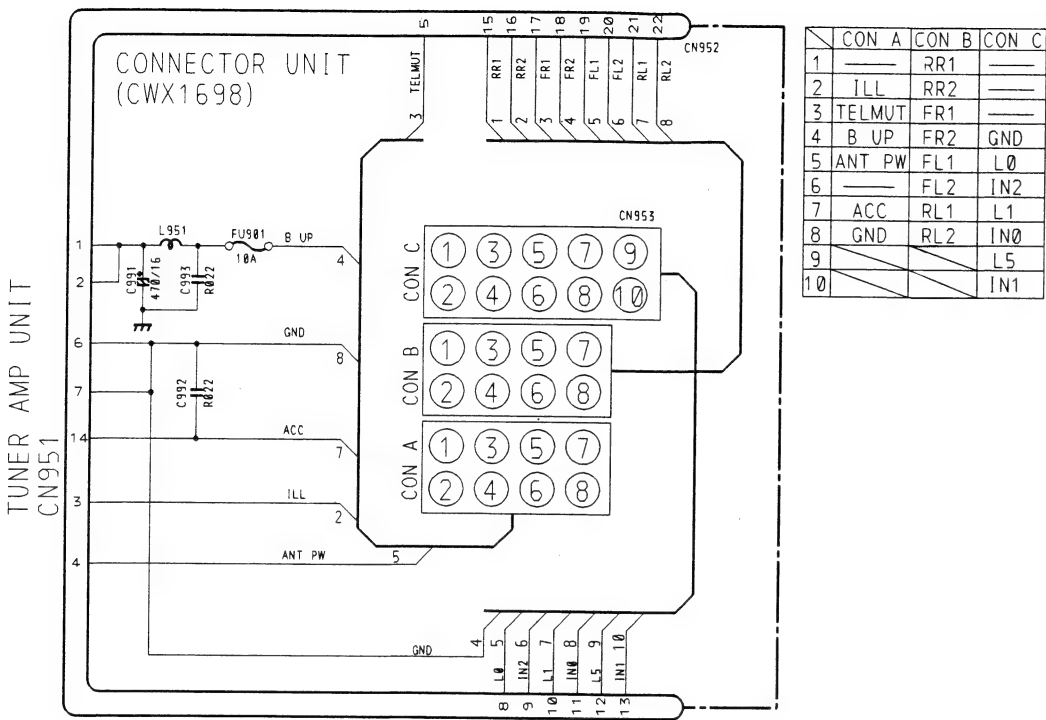 5
15
16
17
18
19
20
21
22
CN952
CONNECTOR UNIT
(CWX1698)
TELMUT
RR1
RR2
FR1
FR2
FL1
FL2
RL1
RL2
3
1
2
3
4
5
6
7
8
CON A CON B CON C
1 RR1
2 ILL RR2
3 TELMUT FR1
4 B UP FR2 GND
5 ANT PW FL1 L0
6 FL2 IN2
7 ACC RL1 L1
8 GND RL2 IN0
9 L5
10 IN1
TUNER AMP UNIT
CN951
1
2
L951
FU901
10A
B UP
4
C991
470/16
C993
R022
6
GND
8
7
C992
R022
14
ACC
7
3
ILL
2
4
ANT PW
5
CN953
CON C
1 3 5 7 9
2 4 6 8 10
CON B
1 3 5 7
2 4 6 8
CON A
1 3 5 7
2 4 6 8
GND
4
5
6
7
8
9
10
L0
IN2
L1
IN0
L5
IN1
8
9
10
11
12
13